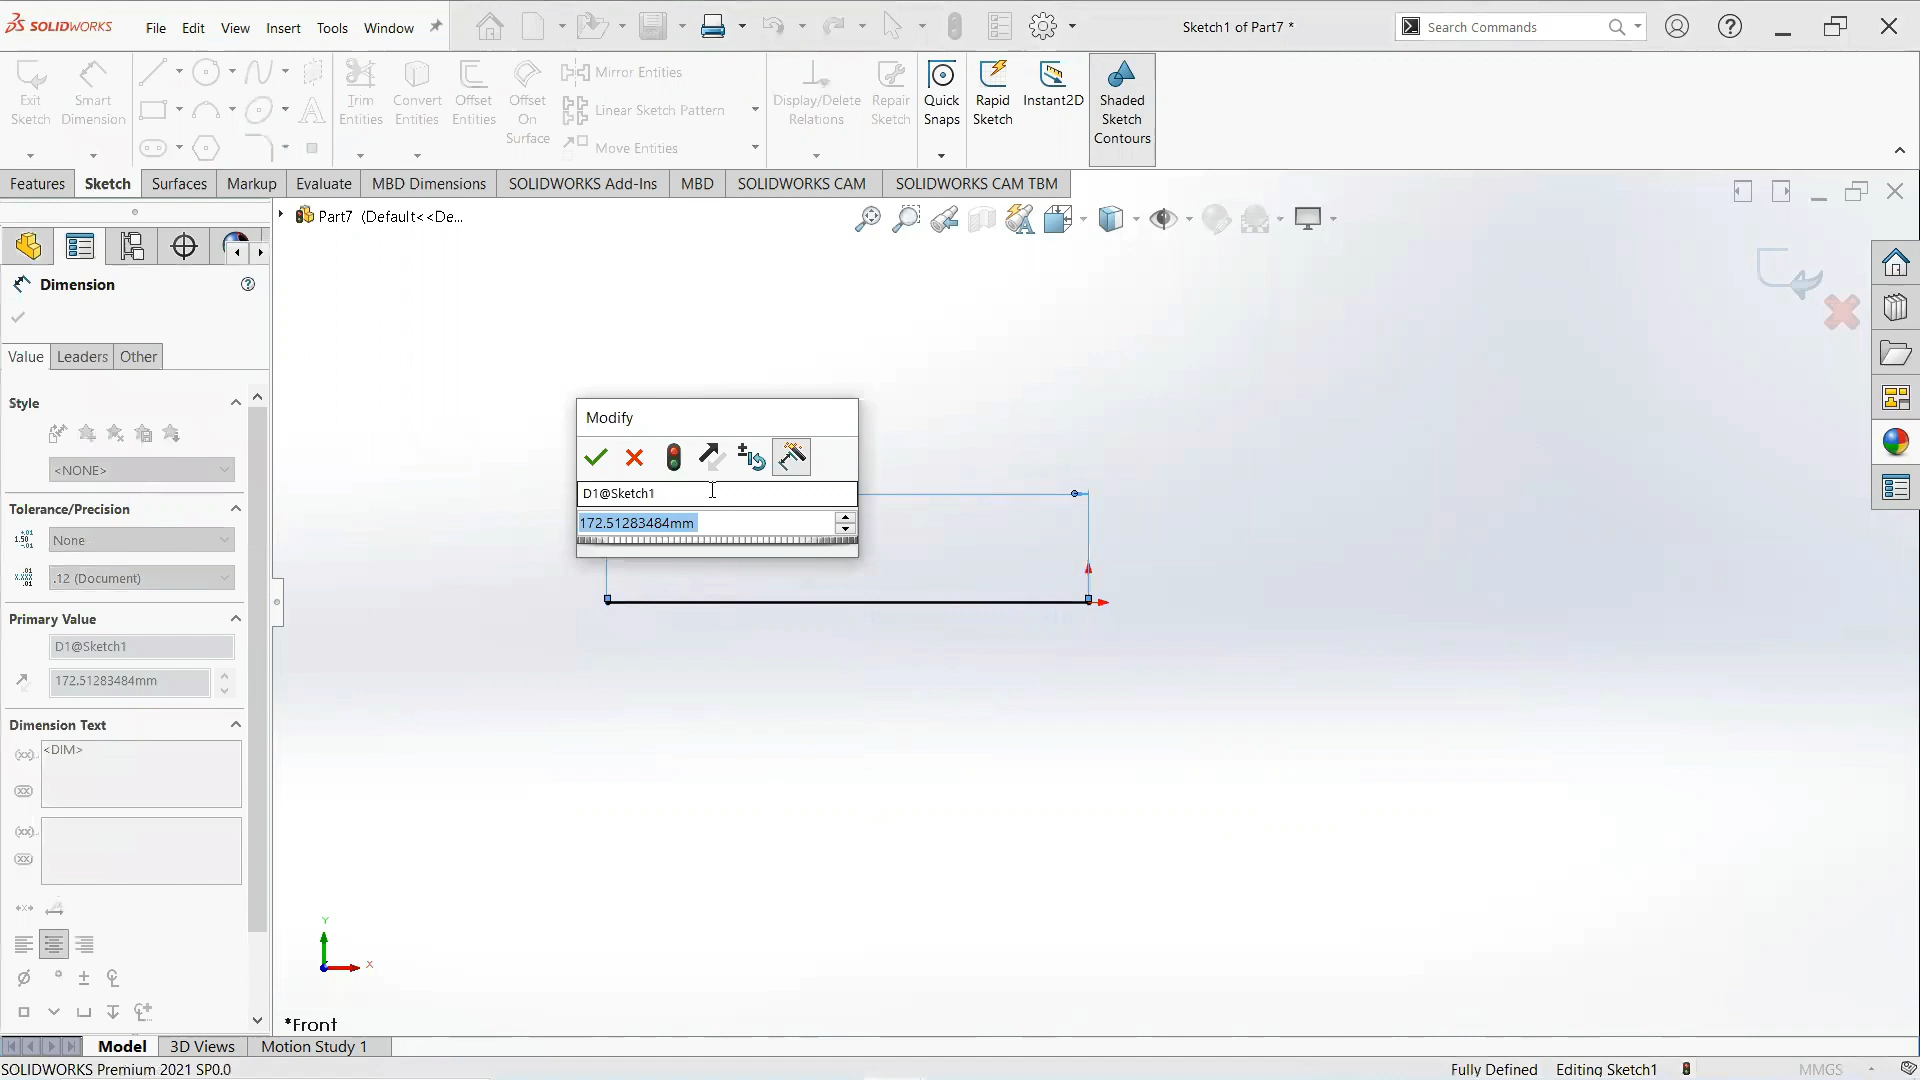 SOLIDWORKS File Edit View Insert Tools Window Sketch1 of Part7 * Search Commands
Exit Sketch
Smart Dimension
Trim Entities
Convert Entities
Offset Entities
Offset On Surface
Mirror Entities
Linear Sketch Pattern
Move Entities
Display/Delete Relations
Repair Sketch
Quick Snaps
Rapid Sketch
Instant2D
Shaded Sketch Contours
Features Sketch Surfaces Markup Evaluate MBD Dimensions SOLIDWORKS Add-Ins MBD SOLIDWORKS CAM SOLIDWORKS CAM TBM
Part7 (Default<<De...
Dimension
Value Leaders Other
Style
<NONE>
Tolerance/Precision
None
.12 (Document)
Primary Value
D1@Sketch1
172.51283484mm
Dimension Text
<DIM>
Modify
D1@Sketch1
172.51283484mm
Y
X
*Front
Model 3D Views Motion Study 1
SOLIDWORKS Premium 2021 SP0.0 Fully Defined Editing Sketch1 MMGS